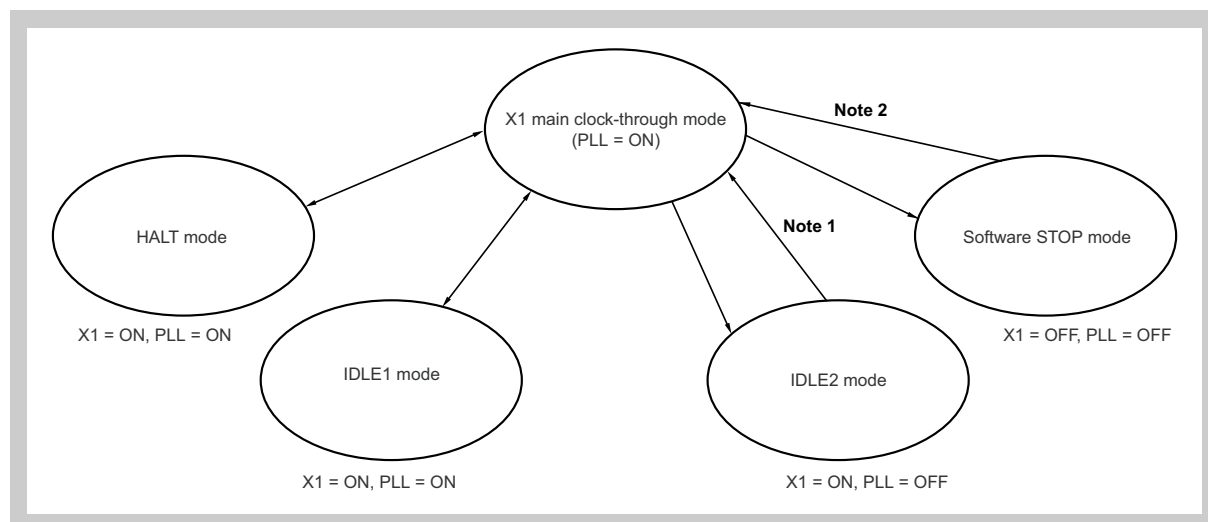 X1 main clock-through mode
(PLL = ON)
Note 2
HALT mode
Note 1
Software STOP mode
X1 = ON, PLL = ON
X1 = OFF, PLL = OFF
IDLE1 mode
IDLE2 mode
X1 = ON, PLL = ON
X1 = ON, PLL = OFF